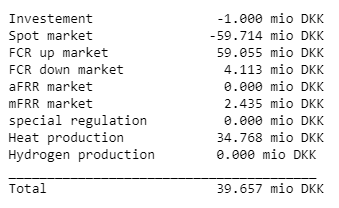 Investement -1.000 mio DKK
Spot market -59.714 mio DKK
FCR up market 59.055 mio DKK
FCR down market 4.113 mio DKK
aFRR market 0.000 mio DKK
mFRR market 2.435 mio DKK
special regulation 0.000 mio DKK
Heat production 34.768 mio DKK
Hydrogen production 0.000 mio DKK
Total 39.657 mio DKK